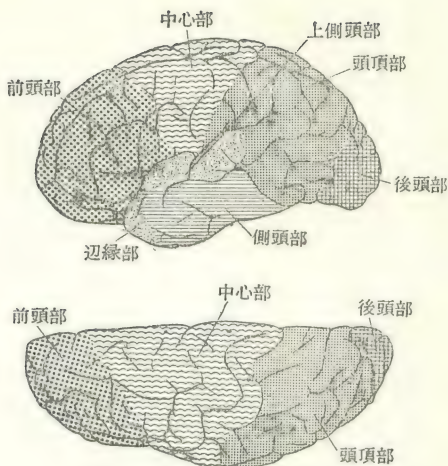 中心部
上側頭部
頭頂部
前頭部
後頭部
側頭部
辺縁部
中心部
前頭部
後頭部
頭頂部